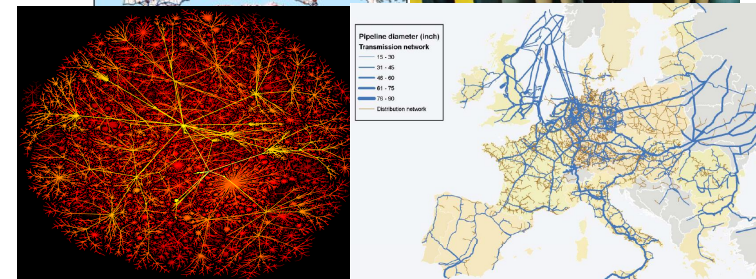 Pipeline diameter (inch)
Transmission network
15 - 30
31 - 45
46 - 60
61 - 75
76 - 90
Distribution network